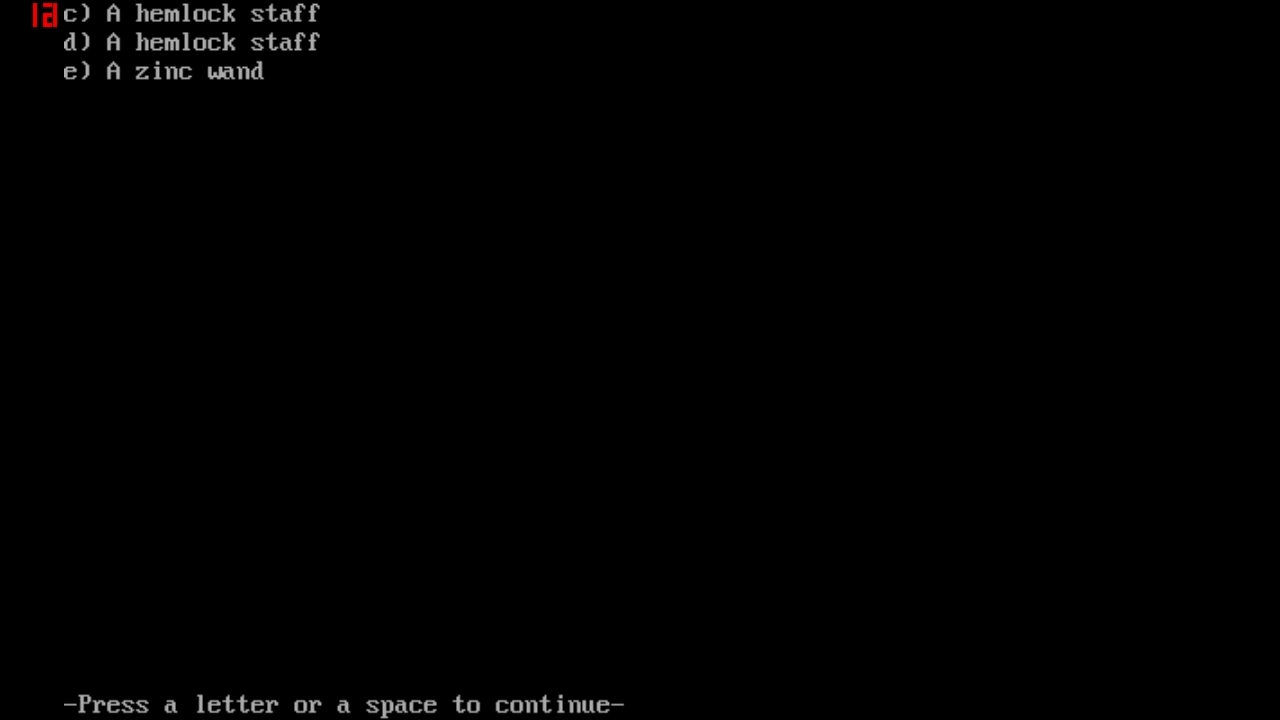 c) A hemlock staff
d) A hemlock staff
e) A zinc wand
-Press a letter or a space to continue-